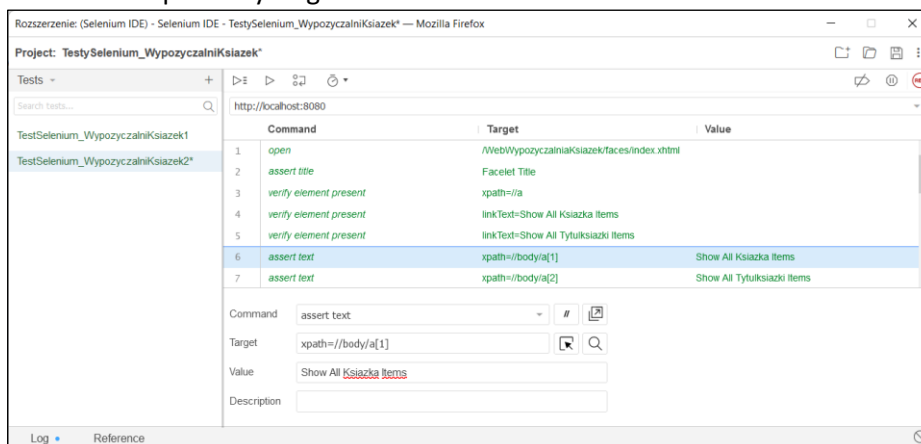 Rozszerzenie: (Selenium IDE) - Selenium IDE - TestySelenium_WypozyczalniKsiazek* — Mozilla Firefox
Project: TestySelenium_WypozyczalniKsiazek*
Tests
Search tests...
TestSelenium_WypozyczalniKsiazek1
TestSelenium_WypozyczalniKsiazek2*
http://localhost:8080
Command Target Value
1 open /WebWypozyczalniaKsiazek/faces/index.xhtml
2 assert title Facelet Title
3 verify element present xpath=//a
4 verify element present linkText=Show All Ksiazka Items
5 verify element present linkText=Show All Tytulksiazki Items
6 assert text xpath=//body/a[1] Show All Ksiazka Items
7 assert text xpath=//body/a[2] Show All Tytulksiazki Items
Command assert text //
Target xpath=//body/a[1]
Value Show All Ksiazka Items
Description
Log Reference